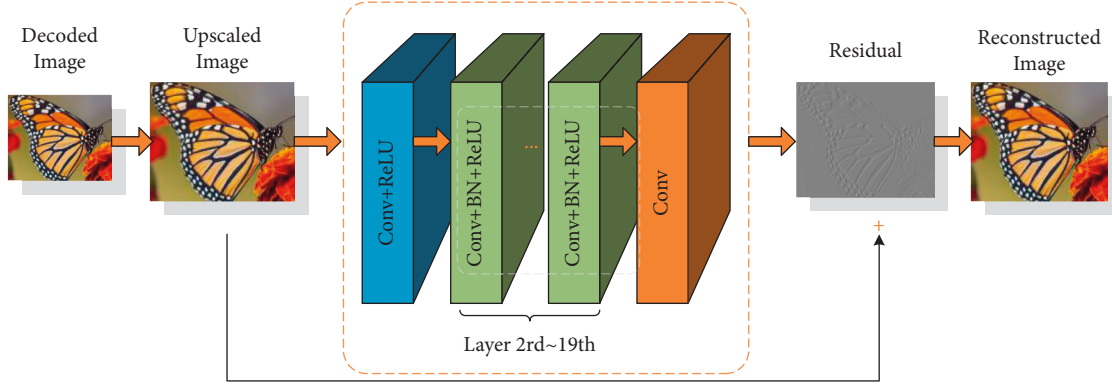 Decoded
Image
Upscaled
Image
Conv+ReLU
Conv+BN+ReLU
...
Conv+BN+ReLU
Conv
Layer 2rd~19th
Residual
+
Reconstructed
Image